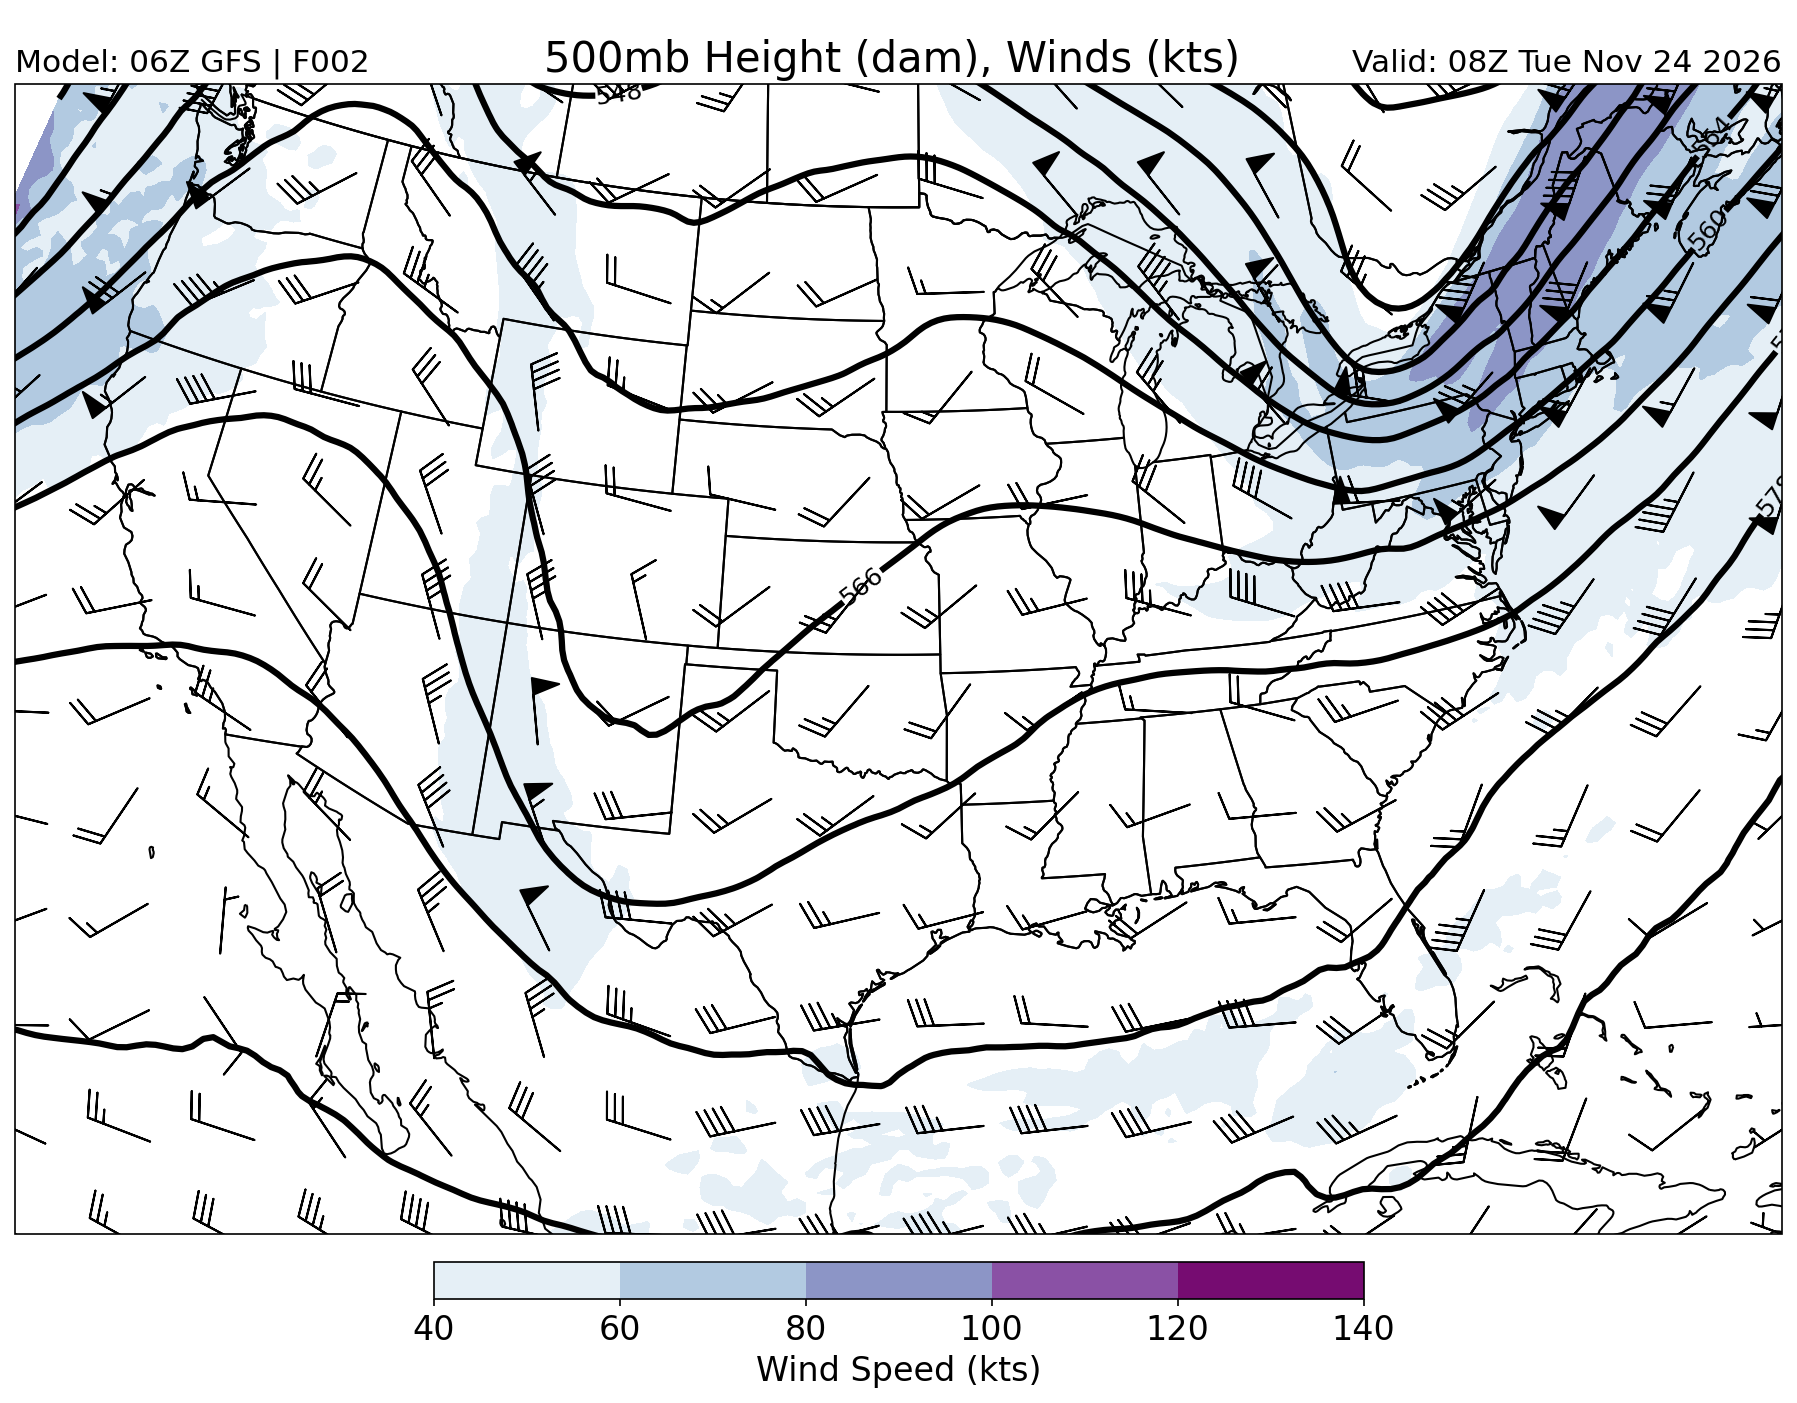 Model: 06Z GFS | F002
500mb Height (dam), Winds (kts)
Valid: 08Z Tue Nov 24 2026
548
560
566
40 60 80 100 120 140
Wind Speed (kts)